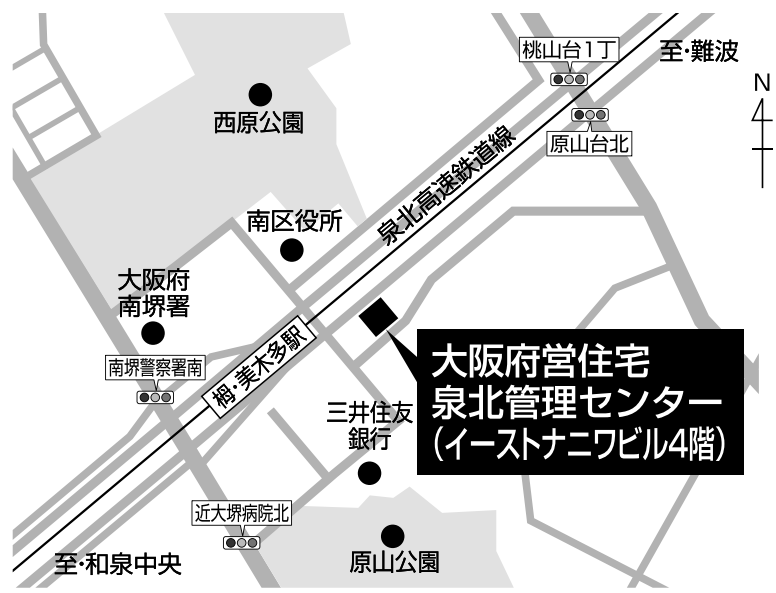 桃山台1丁
至・難波
N
西原公園
原山台北
泉北高速鉄道線
南区役所
大阪府
南堺署
南堺警察署南
栂・美木多駅
大阪府営住宅
泉北管理センター
（イーストナニワビル4階）
三井住友
銀行
近大堺病院北
原山公園
至・和泉中央